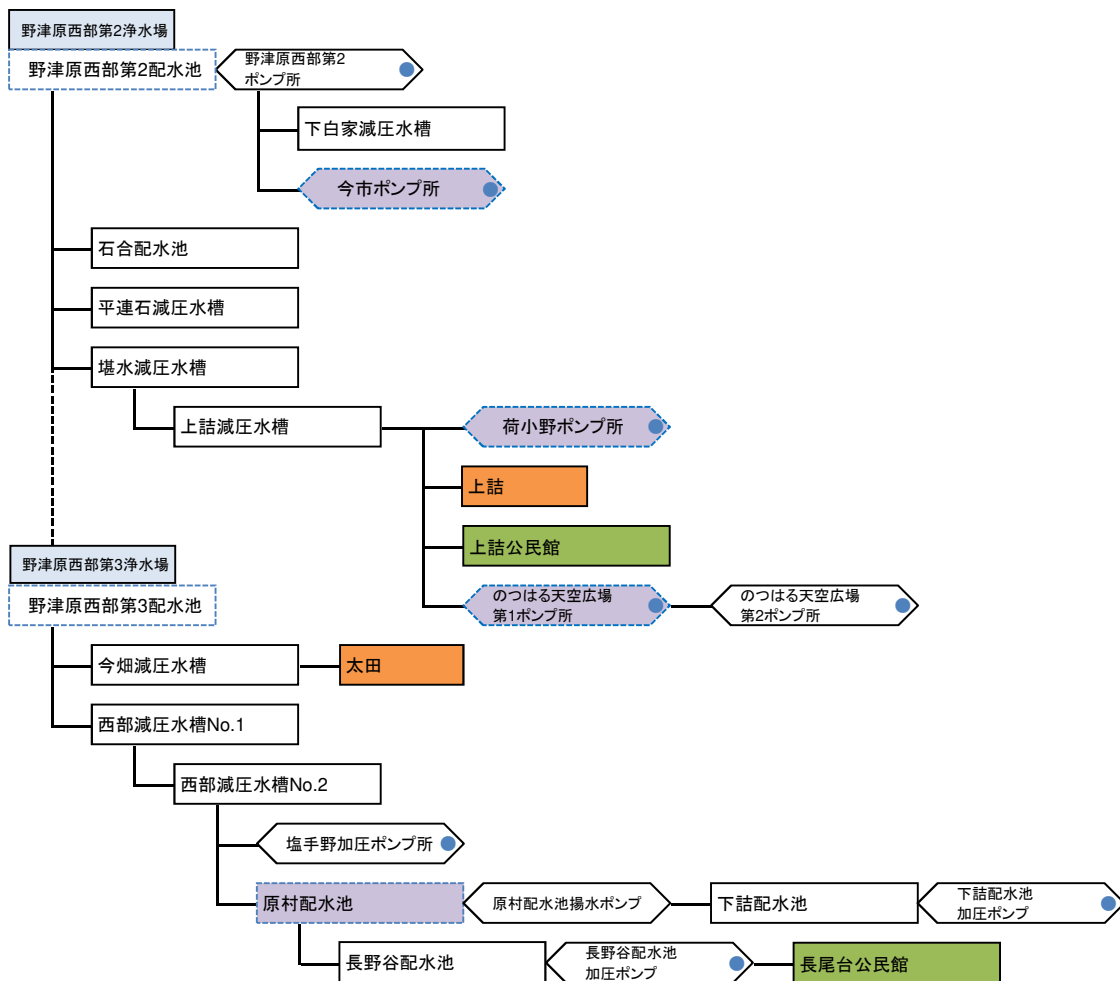 野津原西部第2浄水場
野津原西部第2配水池
野津原西部第2
ポンプ所
下白家減圧水槽
今市ポンプ所
石合配水池
平連石減圧水槽
堪水減圧水槽
上詰減圧水槽
荷小野ポンプ所
上詰
上詰公民館
のつはる天空広場
第1ポンプ所
のつはる天空広場
第2ポンプ所
野津原西部第3浄水場
野津原西部第3配水池
今畑減圧水槽
太田
西部減圧水槽No.1
西部減圧水槽No.2
塩手野加圧ポンプ所
原村配水池
原村配水池揚水ポンプ
下詰配水池
下詰配水池
加圧ポンプ
長野谷配水池
長野谷配水池
加圧ポンプ
長尾台公民館